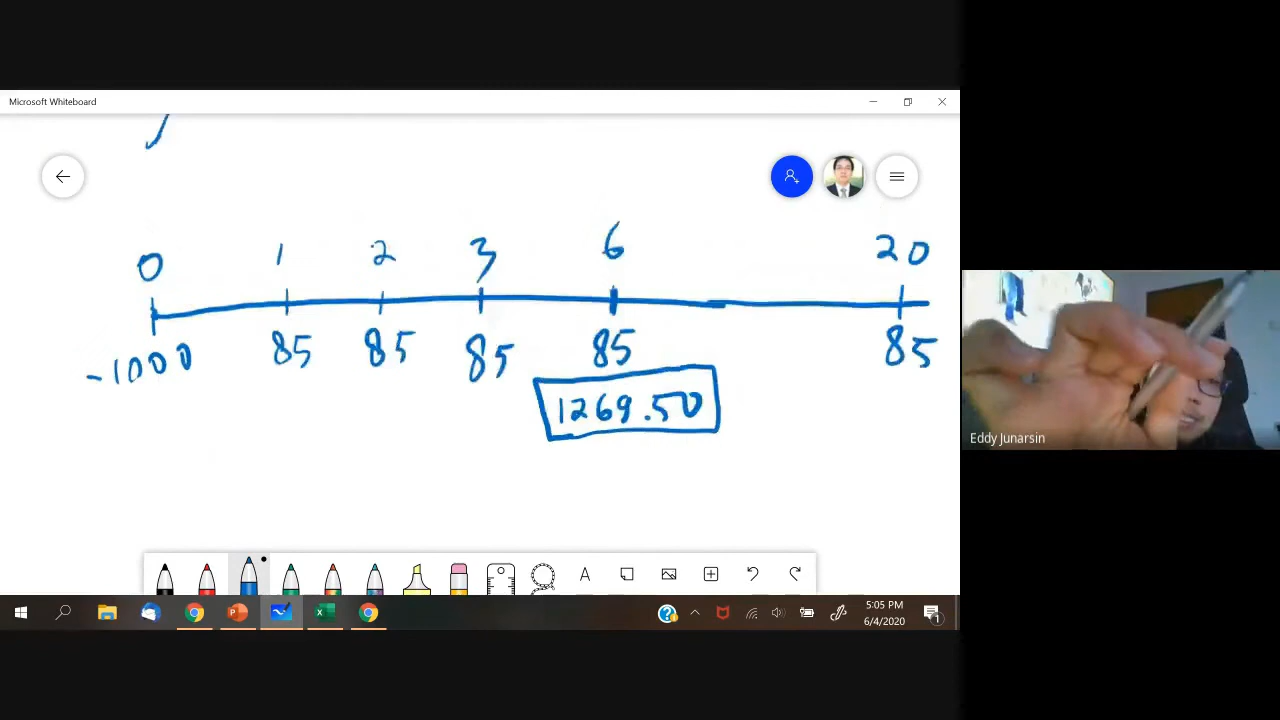 Microsoft Whiteboard
0 1 2 3 6 20
-1000 85 85 85 85 85
1269.50
Eddy Junarsin
A
5:05 PM
6/4/2020
1